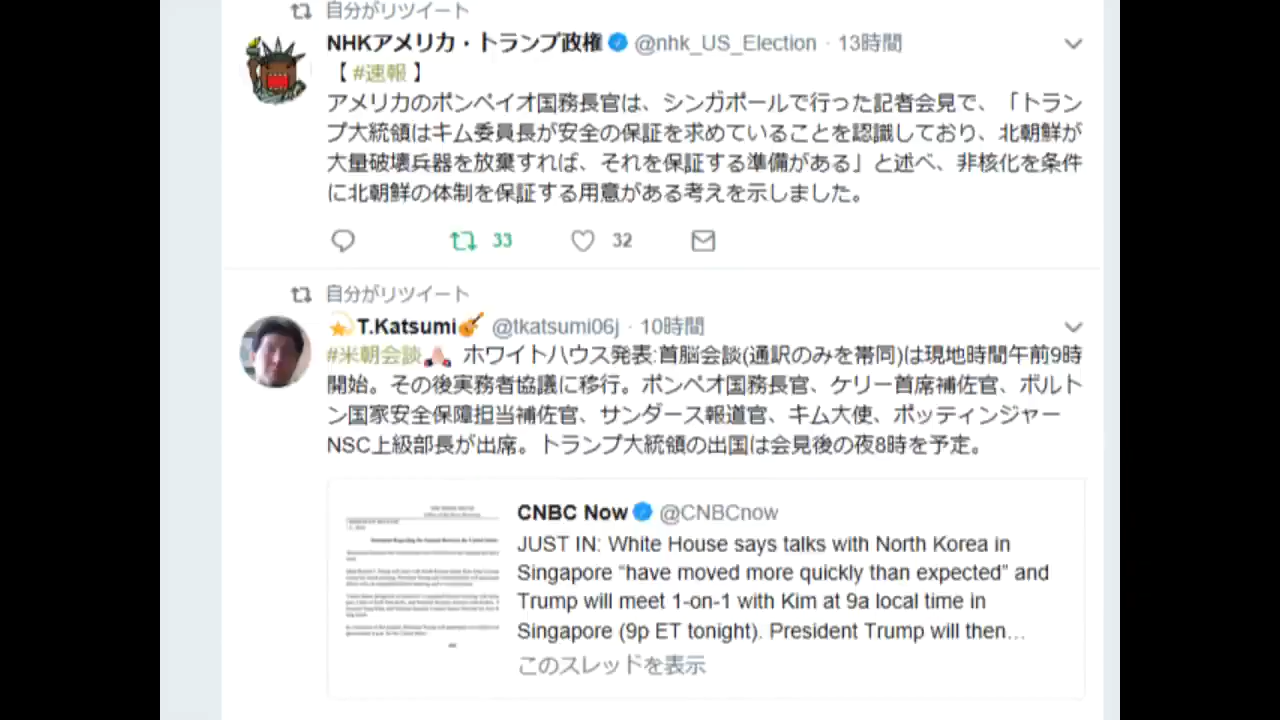 自分がリツイート
NHKアメリカ・トランプ政権 @nhk_US_Election · 13時間
【 #速報 】
アメリカのポンペイオ国務長官は、シンガポールで行った記者会見で、「トラン
プ大統領はキム委員長が安全の保証を求めていることを認識しており、北朝鮮が
大量破壊兵器を放棄すれば、それを保証する準備がある」と述べ、非核化を条件
に北朝鮮の体制を保証する用意がある考えを示しました。
33 32
自分がリツイート
T.Katsumi @tkatsumi06j · 10時間
#米朝会談 ホワイトハウス発表:首脳会談(通訳のみを帯同)は現地時間午前9時
開始。その後実務者協議に移行。ポンペオ国務長官、ケリー首席補佐官、ボルト
ン国家安全保障担当補佐官、サンダース報道官、キム大使、ポッティンジャー
NSC上級部長が出席。トランプ大統領の出国は会見後の夜8時を予定。
CNBC Now @CNBCnow
JUST IN: White House says talks with North Korea in
Singapore “have moved more quickly than expected” and
Trump will meet 1-on-1 with Kim at 9a local time in
Singapore (9p ET tonight). President Trump will then…
このスレッドを表示